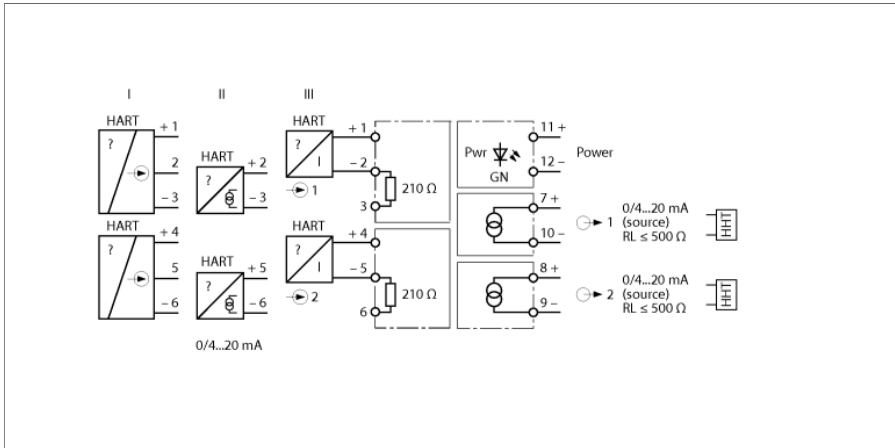 I
II
III
HART
?
+ 1
2
– 3
HART
?
+ 2
– 3
HART
?
I
+ 1
– 2
3
1
210 Ω
HART
?
+ 4
5
– 6
HART
?
+ 5
– 6
0/4...20 mA
HART
?
I
+ 4
– 5
6
2
210 Ω
Pwr
GN
11 +
12 –
Power
7 +
10 –
1
0/4...20 mA
(source)
RL ≤ 500 Ω
HHT
8 +
9 –
2
0/4...20 mA
(source)
RL ≤ 500 Ω
HHT